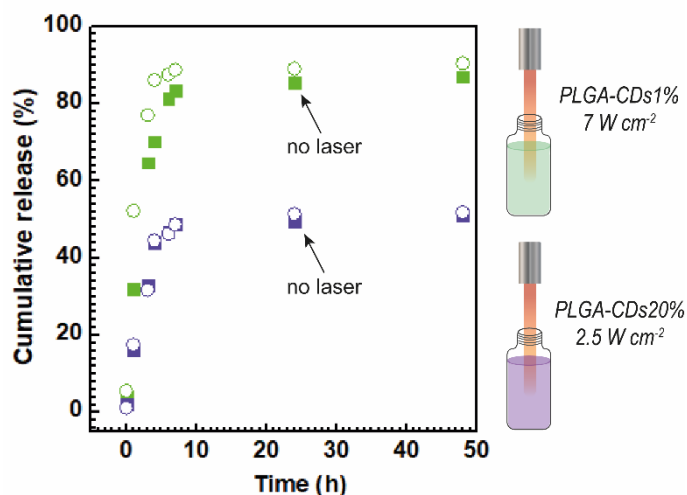 100
80
60
40
20
0
Cumulative release (%)
no laser
no laser
0 10 20 30 40 50
Time (h)
PLGA-CDs1%
7 W cm-2
PLGA-CDs20%
2.5 W cm-2